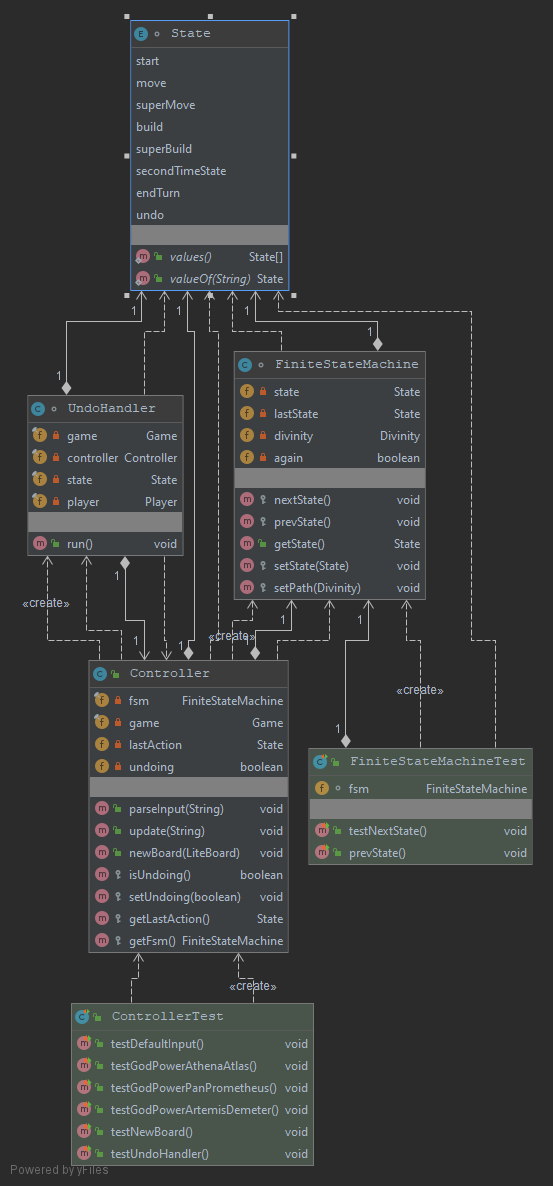 E State
start
move
superMove
build
superBuild
secondTimeState
endTurn
undo
m values() State[]
m valueOf(String) State
1 1 1 1
C UndoHandler
f game Game
f controller Controller
f state State
f player Player
m run() void
C FiniteStateMachine
f state State
f lastState State
f divinity Divinity
f again boolean
m nextState() void
m prevState() void
m getState() State
m setState(State) void
m setPath(Divinity) void
1 1 1 1
«create» «create»
1 1 1
C Controller
f fsm FiniteStateMachine
f game Game
f lastAction State
f undoing boolean
m parseInput(String) void
m update(String) void
m newBoard(LiteBoard) void
m isUndoing() boolean
m setUndoing(boolean) void
m getLastAction() State
m getFsm() FiniteStateMachine
«create»
1
C FiniteStateMachineTest
f fsm FiniteStateMachine
m testNextState() void
m prevState() void
«create»
C ControllerTest
m testDefaultInput() void
m testGodPowerAthenaAtlas() void
m testGodPowerPanPrometheus() void
m testGodPowerArtemisDemeter() void
m testNewBoard() void
m testUndoHandler() void
Powered by yFiles